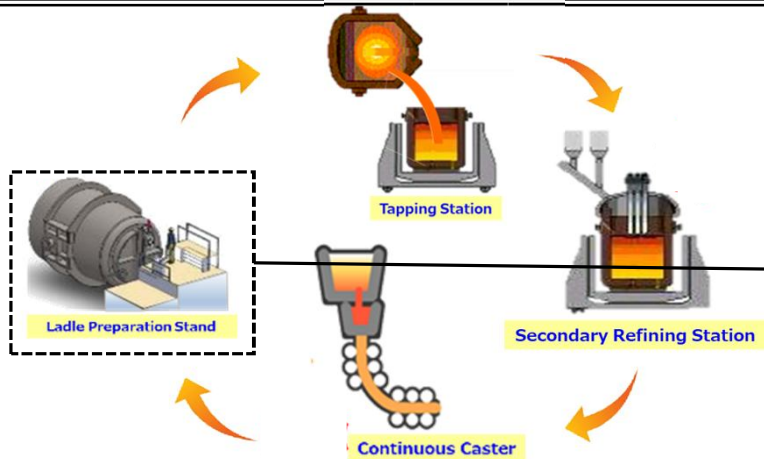 Tapping Station
Ladle Preparation Stand
Secondary Refining Station
Continuous Caster